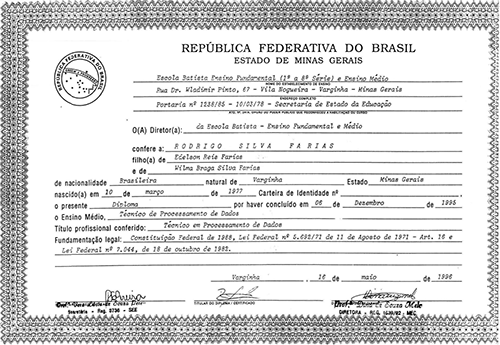 REPÚBLICA FEDERATIVA DO BRASIL
REPÚBLICA FEDERATIVA DO BRASIL
ESTADO DE MINAS GERAIS
Escola Batista Ensino Fundamental (1ª a 8ª Série) e Ensino Médio
NOME DO ESTABELECIMENTO DE ENSINO
Rua Dr. Wladimir Pinto, 67 - Vila Nogueira - Varginha - Minas Gerais
ENDEREÇO COMPLETO
Portaria nº 1238/85 - 10/02/78 - Secretaria de Estado da Educação
O(A) Diretor(a): da Escola Batista - Ensino Fundamental e Médio
confere a: RODRIGO SILVA FARIAS
filho(a) de: Edelson Reis Farias
e Wilma Braga Silva Farias
de nacionalidade Brasileira natural de Varginha Estado Minas Gerais
nascido(a) em 10 de março de 1977 Carteira de Identidade nº
o presente Diploma por haver concluído em 06 de Dezembro de 1995
o Ensino Médio, Técnico de Processamento de Dados
Título profissional conferido: Técnico em Processamento de Dados
Fundamentação legal: Constituição Federal de 1988, Lei Federal nº 5.692/71 de 11 de Agosto de 1971 - Art. 16 e
Lei Federal nº 7.044, de 18 de outubro de 1982.
Varginha, 16 de maio de 1996
Secretária - Reg. 3736 - SEE
TITULAR DO DIPLOMA / CERTIFICADO
DIRETORA - REG. 1639/82 - MEC